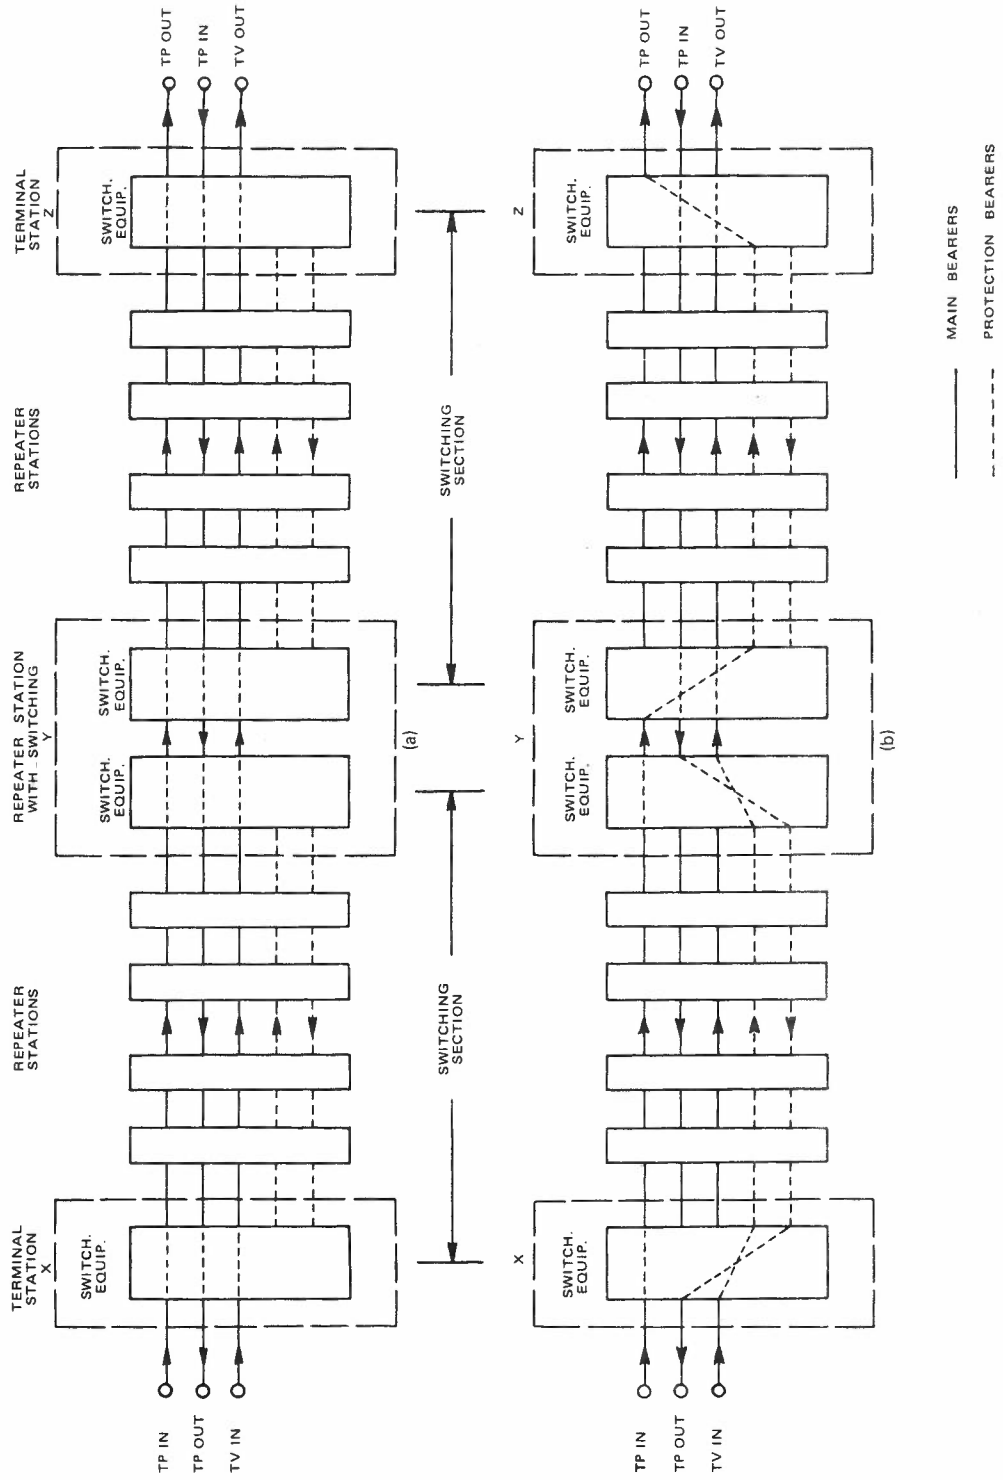 TERMINAL
STATION
X
REPEATER
STATIONS
REPEATER STATION
WITH SWITCHING
Y
REPEATER
STATIONS
TERMINAL
STATION
Z
SWITCH.
EQUIP.
SWITCH.
EQUIP.
SWITCH.
EQUIP.
SWITCH.
EQUIP.
TP IN
TP OUT
TV IN
TP OUT
TP IN
TV OUT
(a)
SWITCHING
SECTION
SWITCHING
SECTION
X
Y
Z
SWITCH.
EQUIP.
SWITCH.
EQUIP.
SWITCH.
EQUIP.
SWITCH.
EQUIP.
TP IN
TP OUT
TV IN
TP OUT
TP IN
TV OUT
(b)
MAIN BEARERS
PROTECTION BEARERS